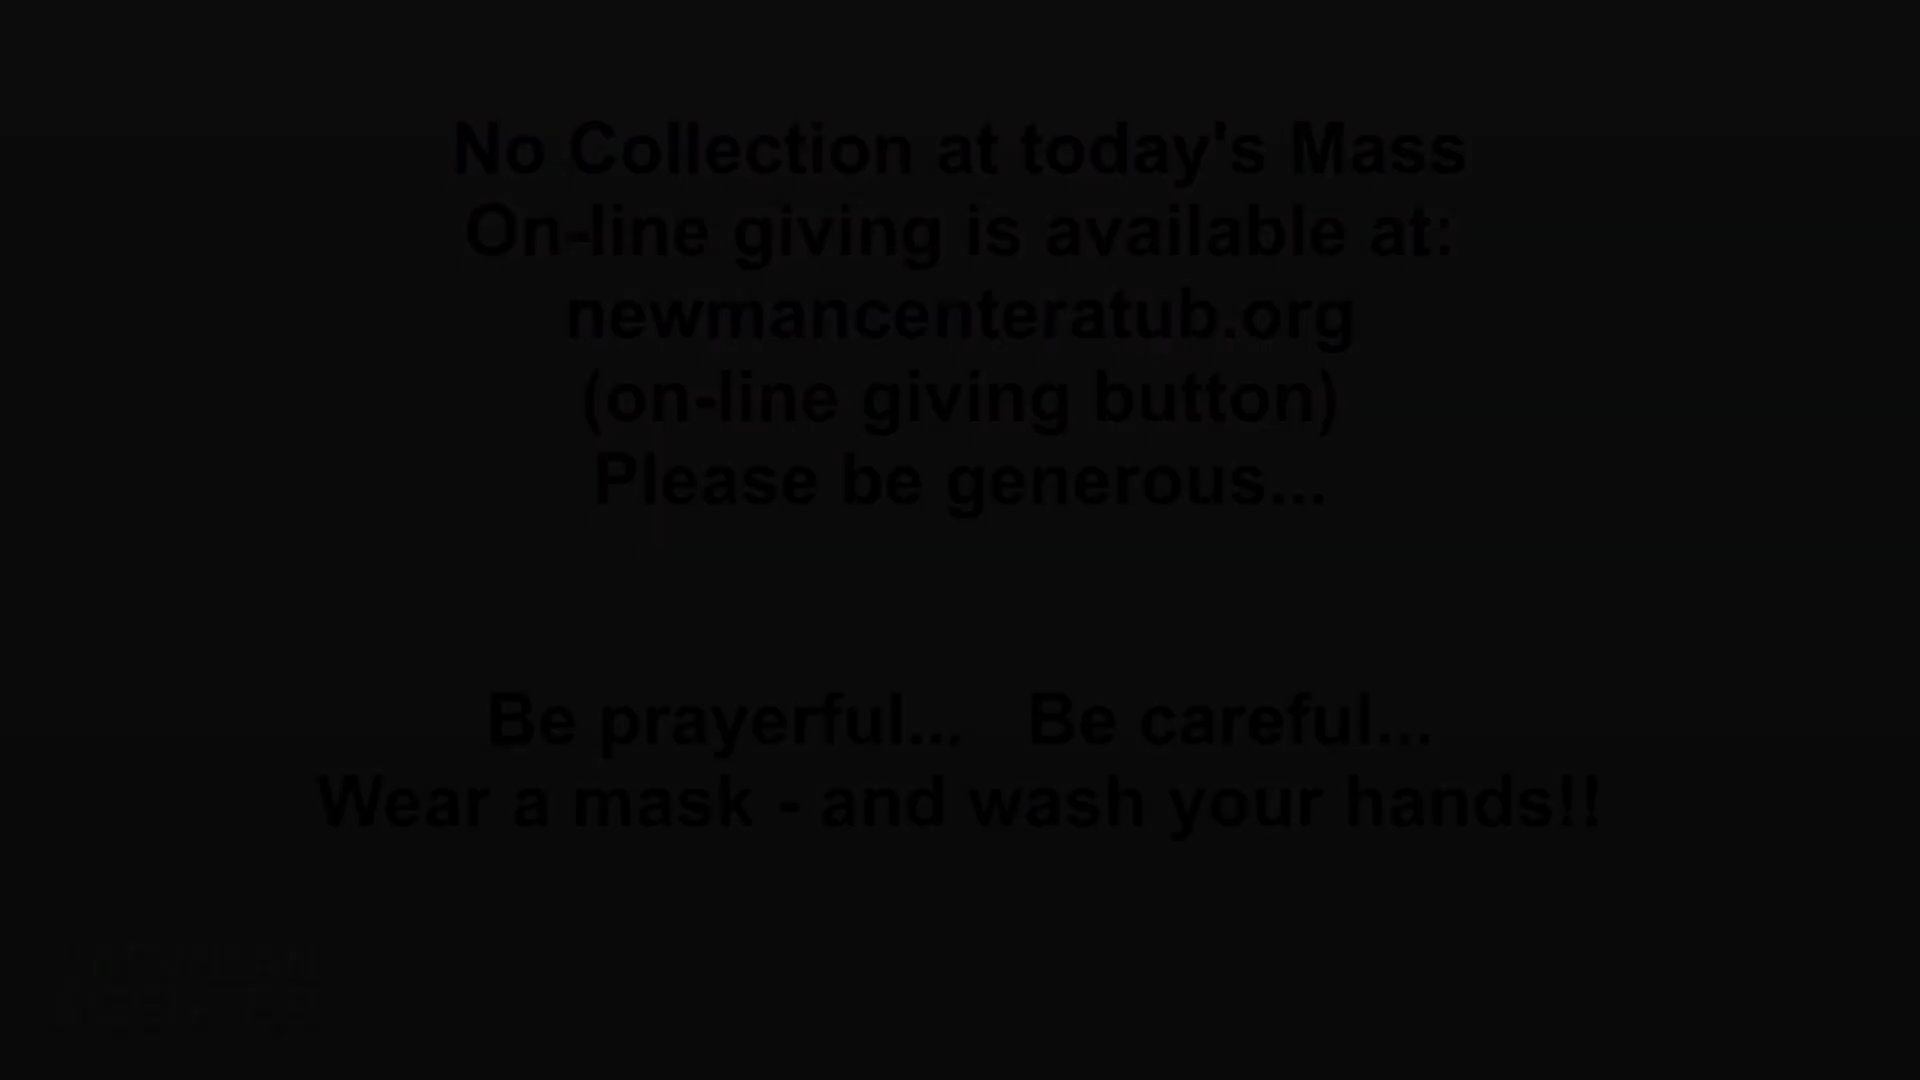 No Collection at today's Mass
On-line giving is available at:
newmancenteratub.org
(on-line giving button)
Please be generous...
Be prayerful... Be careful...
Wear a mask - and wash your hands!!